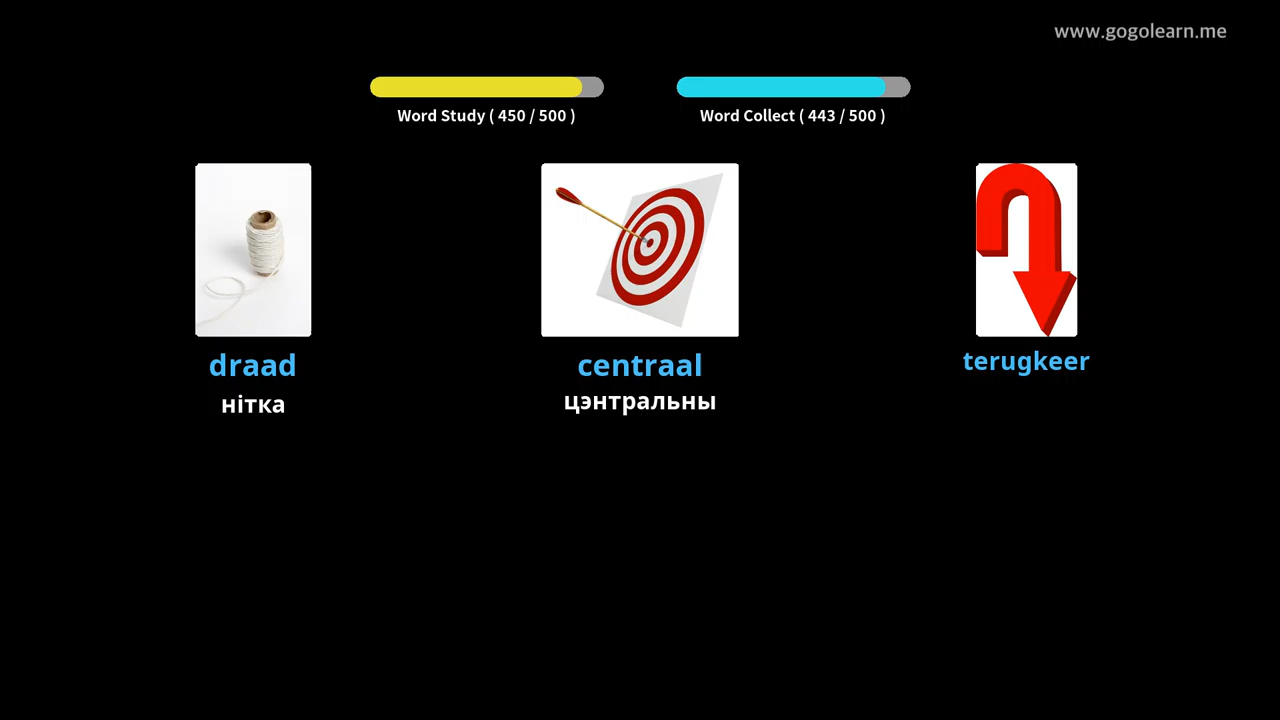 www.gogolearn.me
Word Study ( 450 / 500 )
Word Collect ( 443 / 500 )
draad
нітка
centraal
цэнтральны
terugkeer